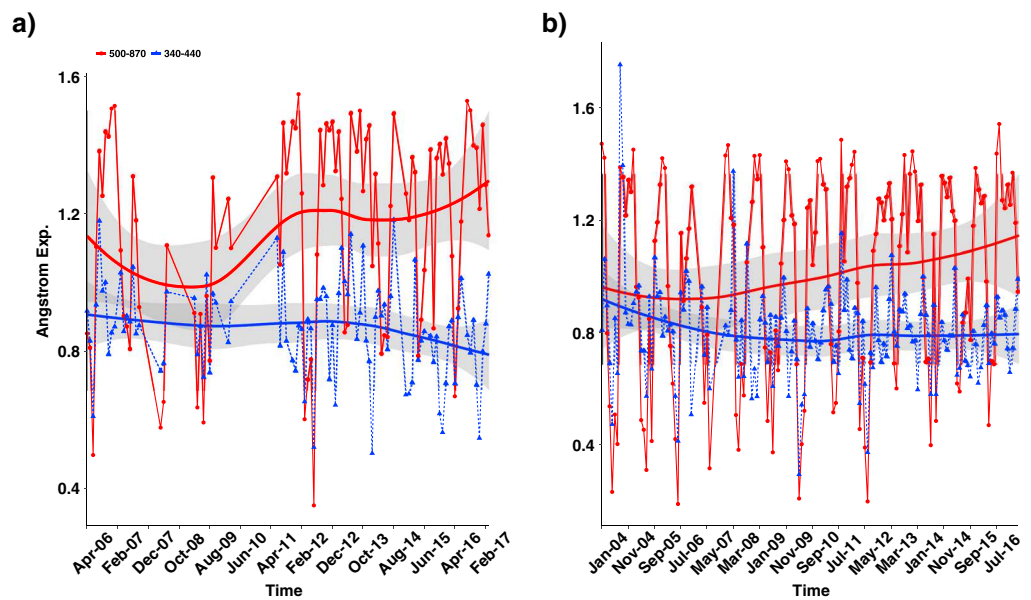 a)
500-870 340-440
Angstrom Exp.
1.6
1.2
0.8
0.4
Apr-06 Feb-07 Dec-07 Oct-08 Aug-09 Jun-10 Apr-11 Feb-12 Dec-12 Oct-13 Aug-14 Jun-15 Apr-16 Feb-17
Time
b)
1.6
1.2
0.8
0.4
Jan-04 Nov-04 Sep-05 Jul-06 May-07 Mar-08 Jan-09 Nov-09 Sep-10 Jul-11 May-12 Mar-13 Jan-14 Nov-14 Sep-15 Jul-16
Time